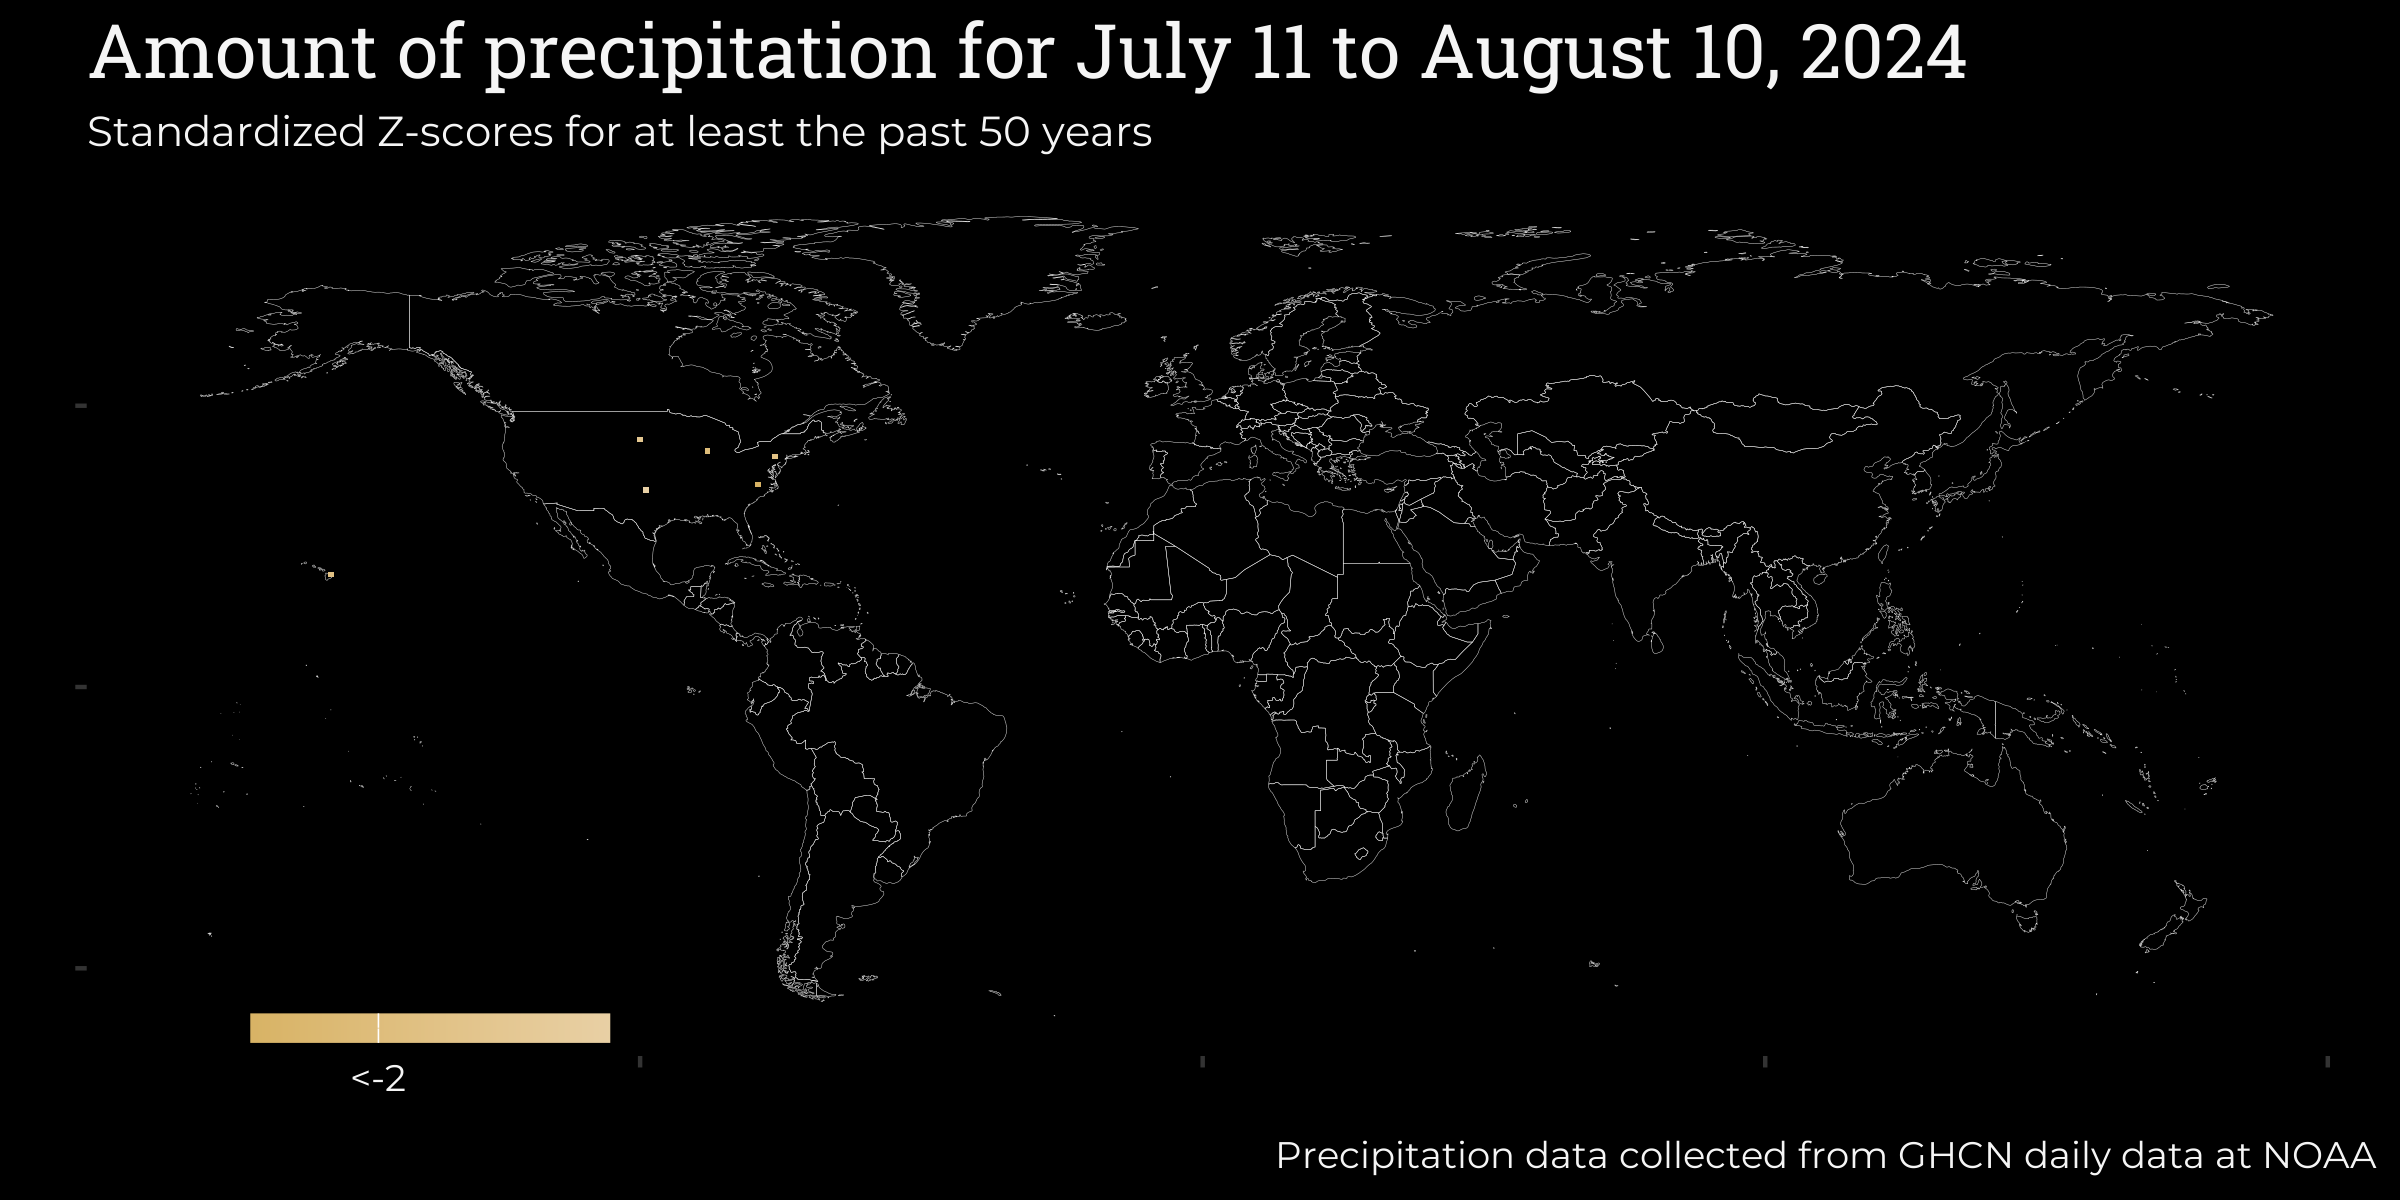 Amount of precipitation for July 11 to August 10, 2024
Standardized Z-scores for at least the past 50 years
<-2
Precipitation data collected from GHCN daily data at NOAA